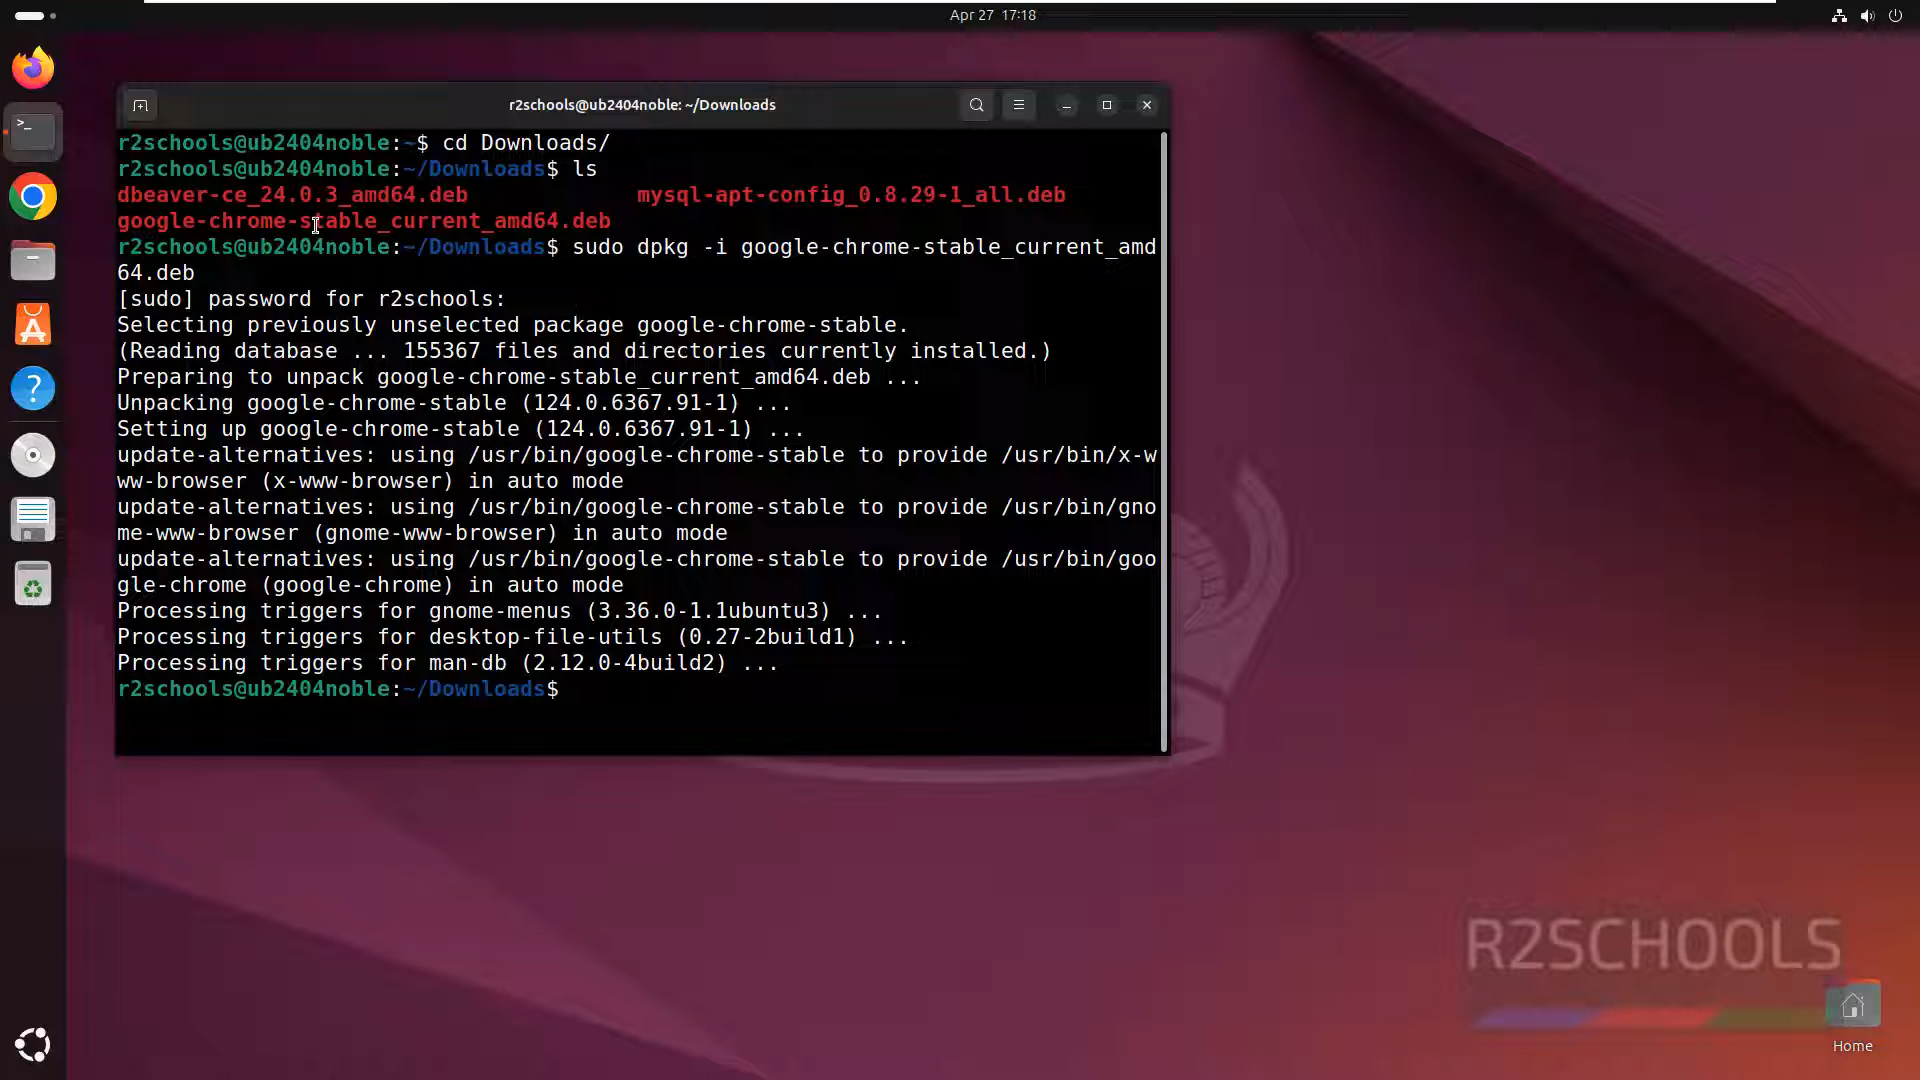 Apr 27 17:18
r2schools@ub2404noble: ~/Downloads
r2schools@ub2404noble:~$ cd Downloads/
r2schools@ub2404noble:~/Downloads$ ls
dbeaver-ce_24.0.3_amd64.deb mysql-apt-config_0.8.29-1_all.deb
google-chrome-stable_current_amd64.deb
r2schools@ub2404noble:~/Downloads$ sudo dpkg -i google-chrome-stable_current_amd
64.deb
[sudo] password for r2schools:
Selecting previously unselected package google-chrome-stable.
(Reading database ... 155367 files and directories currently installed.)
Preparing to unpack google-chrome-stable_current_amd64.deb ...
Unpacking google-chrome-stable (124.0.6367.91-1) ...
Setting up google-chrome-stable (124.0.6367.91-1) ...
update-alternatives: using /usr/bin/google-chrome-stable to provide /usr/bin/x-w
ww-browser (x-www-browser) in auto mode
update-alternatives: using /usr/bin/google-chrome-stable to provide /usr/bin/gno
me-www-browser (gnome-www-browser) in auto mode
update-alternatives: using /usr/bin/google-chrome-stable to provide /usr/bin/goo
gle-chrome (google-chrome) in auto mode
Processing triggers for gnome-menus (3.36.0-1.1ubuntu3) ...
Processing triggers for desktop-file-utils (0.27-2build1) ...
Processing triggers for man-db (2.12.0-4build2) ...
r2schools@ub2404noble:~/Downloads$
R2SCHOOLS
Home